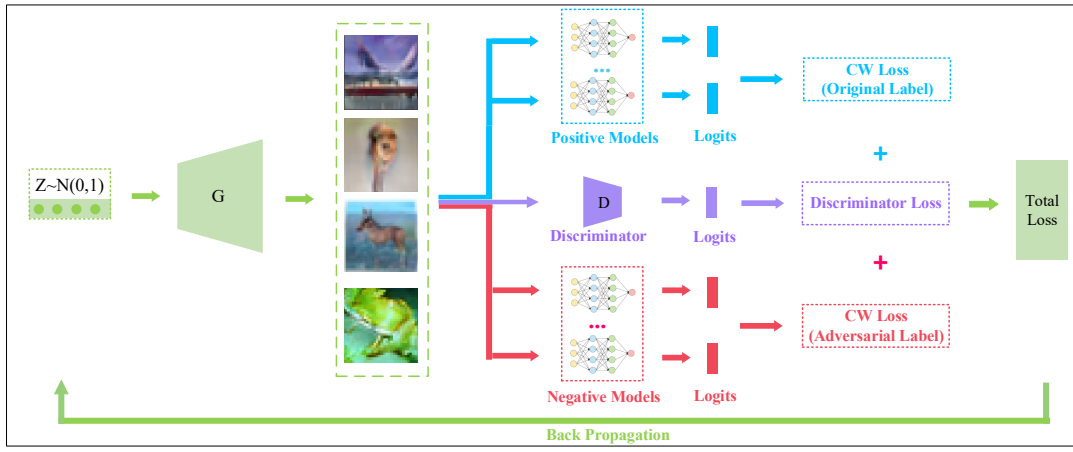 Z~N(0,1)
G
...
Positive Models
Logits
CW Loss
(Original Label)
+
D
Discriminator
Logits
Discriminator Loss
+
...
Negative Models
Logits
CW Loss
(Adversarial Label)
Total
Loss
Back Propagation